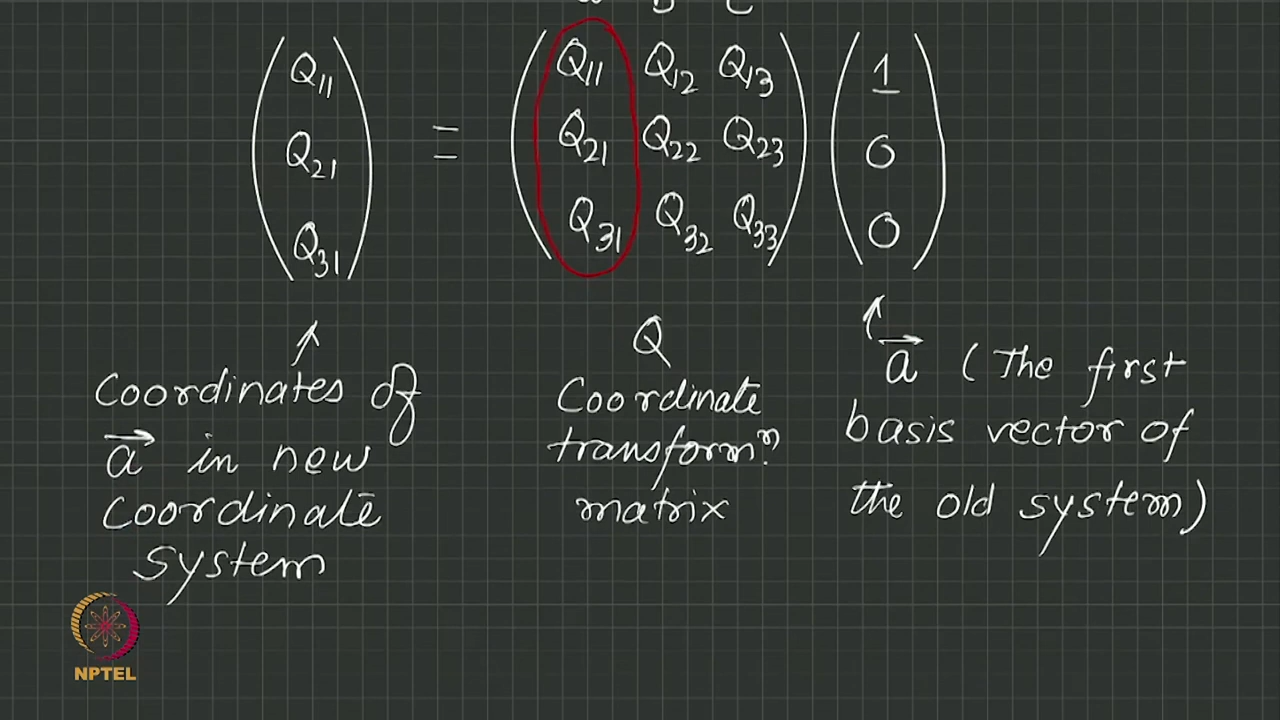 Q11 = Q11 Q12 Q13 1
Q21 Q21 Q22 Q23 0
Q31 Q31 Q32 Q33 0
Coordinates of
a⃗ in new
coordinate
system
Q
Coordinate
transformⁿ.
matrix
a⃗ (The first
basis vector of
the old system)
NPTEL